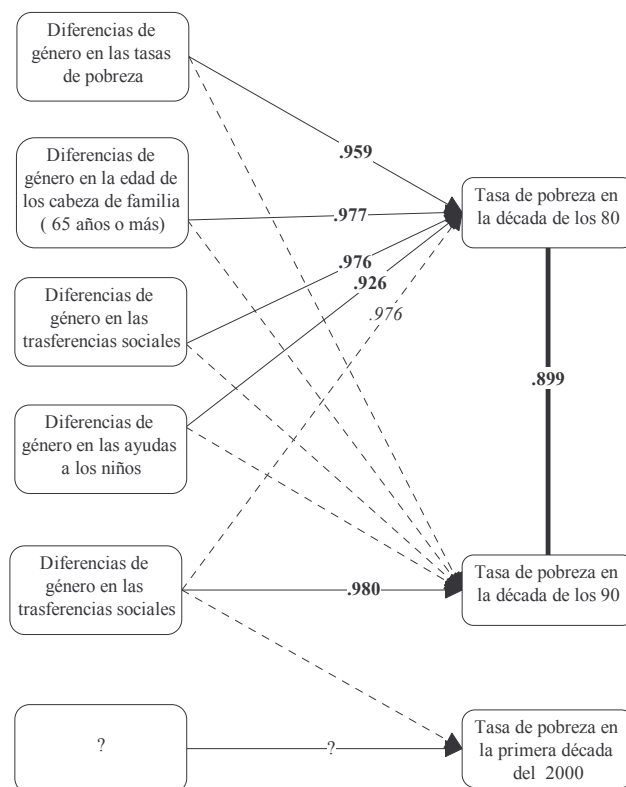 Diferencias de
género en las tasas
de pobreza
.959
Diferencias de
género en la edad de
los cabeza de familia
( 65 años o más)
.977
Tasa de pobreza en
la década de los 80
.976
.926
.976
Diferencias de
género en las
trasferencias sociales
.899
Diferencias de
género en las ayudas
a los niños
Diferencias de
género en las
trasferencias sociales
.980
Tasa de pobreza en
la década de los 90
?
?
Tasa de pobreza en
la primera década
del 2000